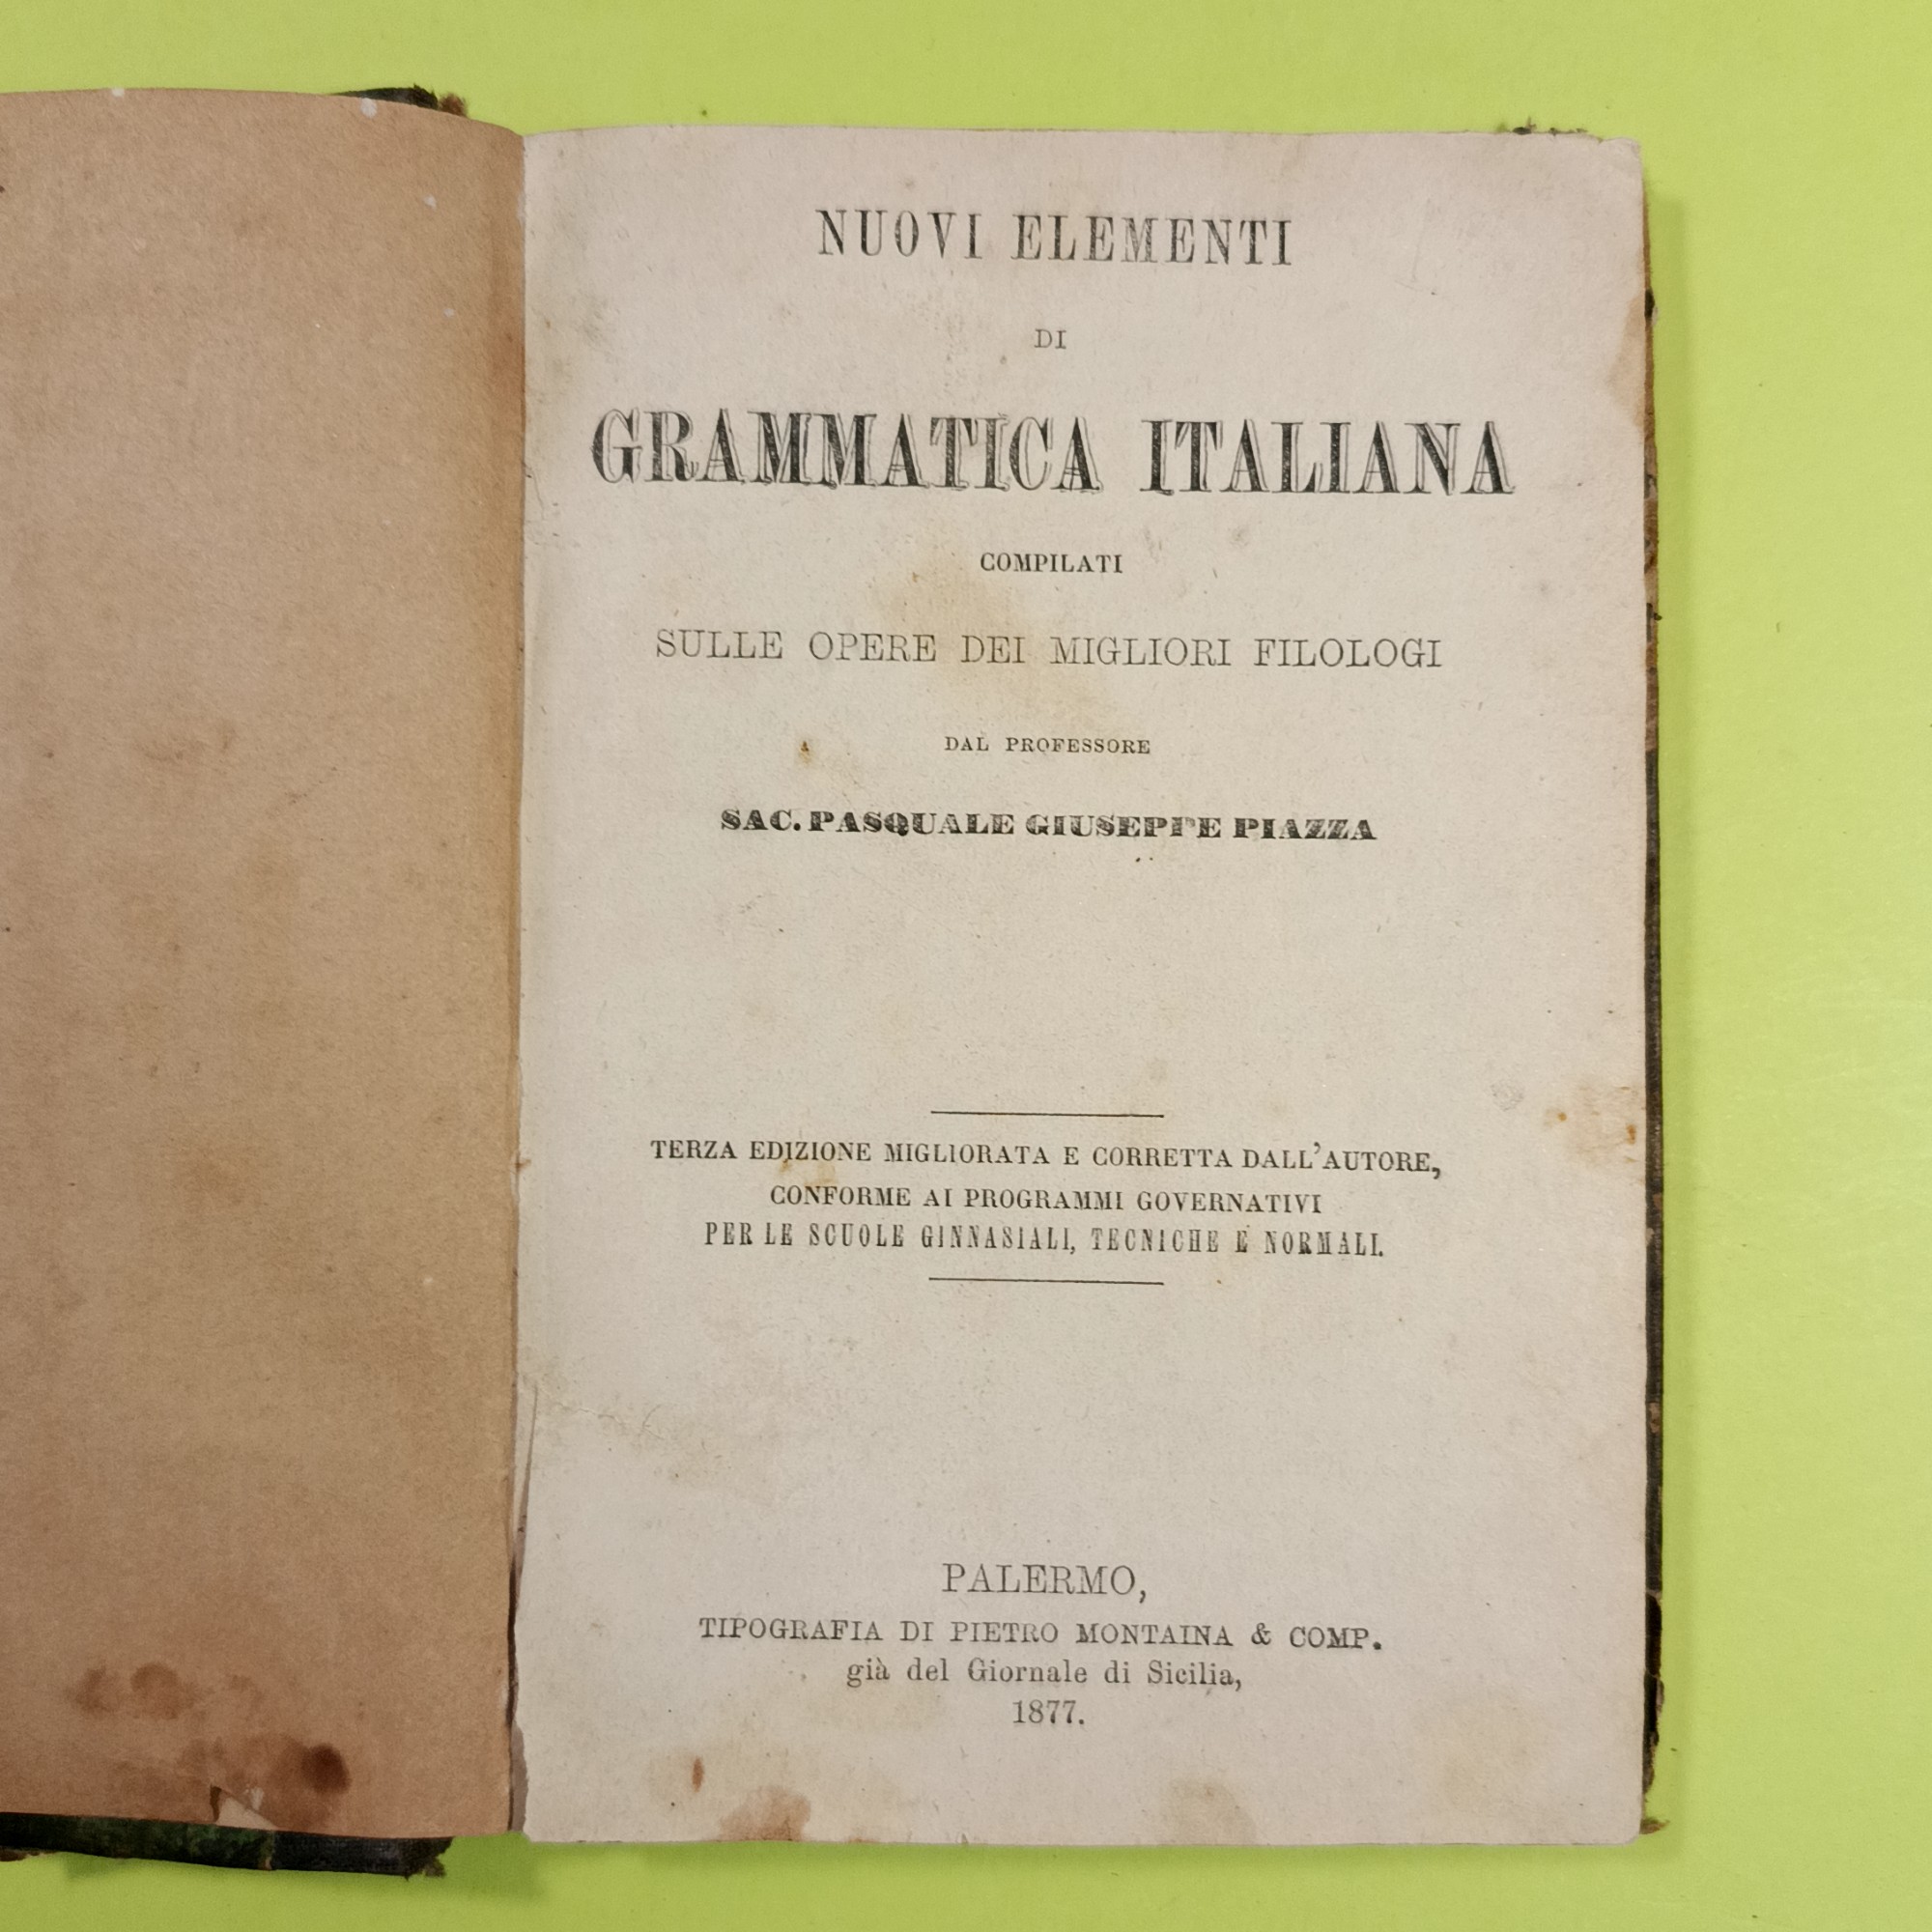 NUOVI ELEMENTI
DI
GRAMMATICA ITALIANA
COMPILATI
SULLE OPERE DEI MIGLIORI FILOLOGI
DAL PROFESSORE
SAC. PASQUALE GIUSEPPE PIAZZA
TERZA EDIZIONE MIGLIORATA E CORRETTA DALL'AUTORE,
CONFORME AI PROGRAMMI GOVERNATIVI
PER LE SCUOLE GINNASIALI, TECNICHE E NORMALI.
PALERMO,
TIPOGRAFIA DI PIETRO MONTAINA & COMP.
già del Giornale di Sicilia,
1877.